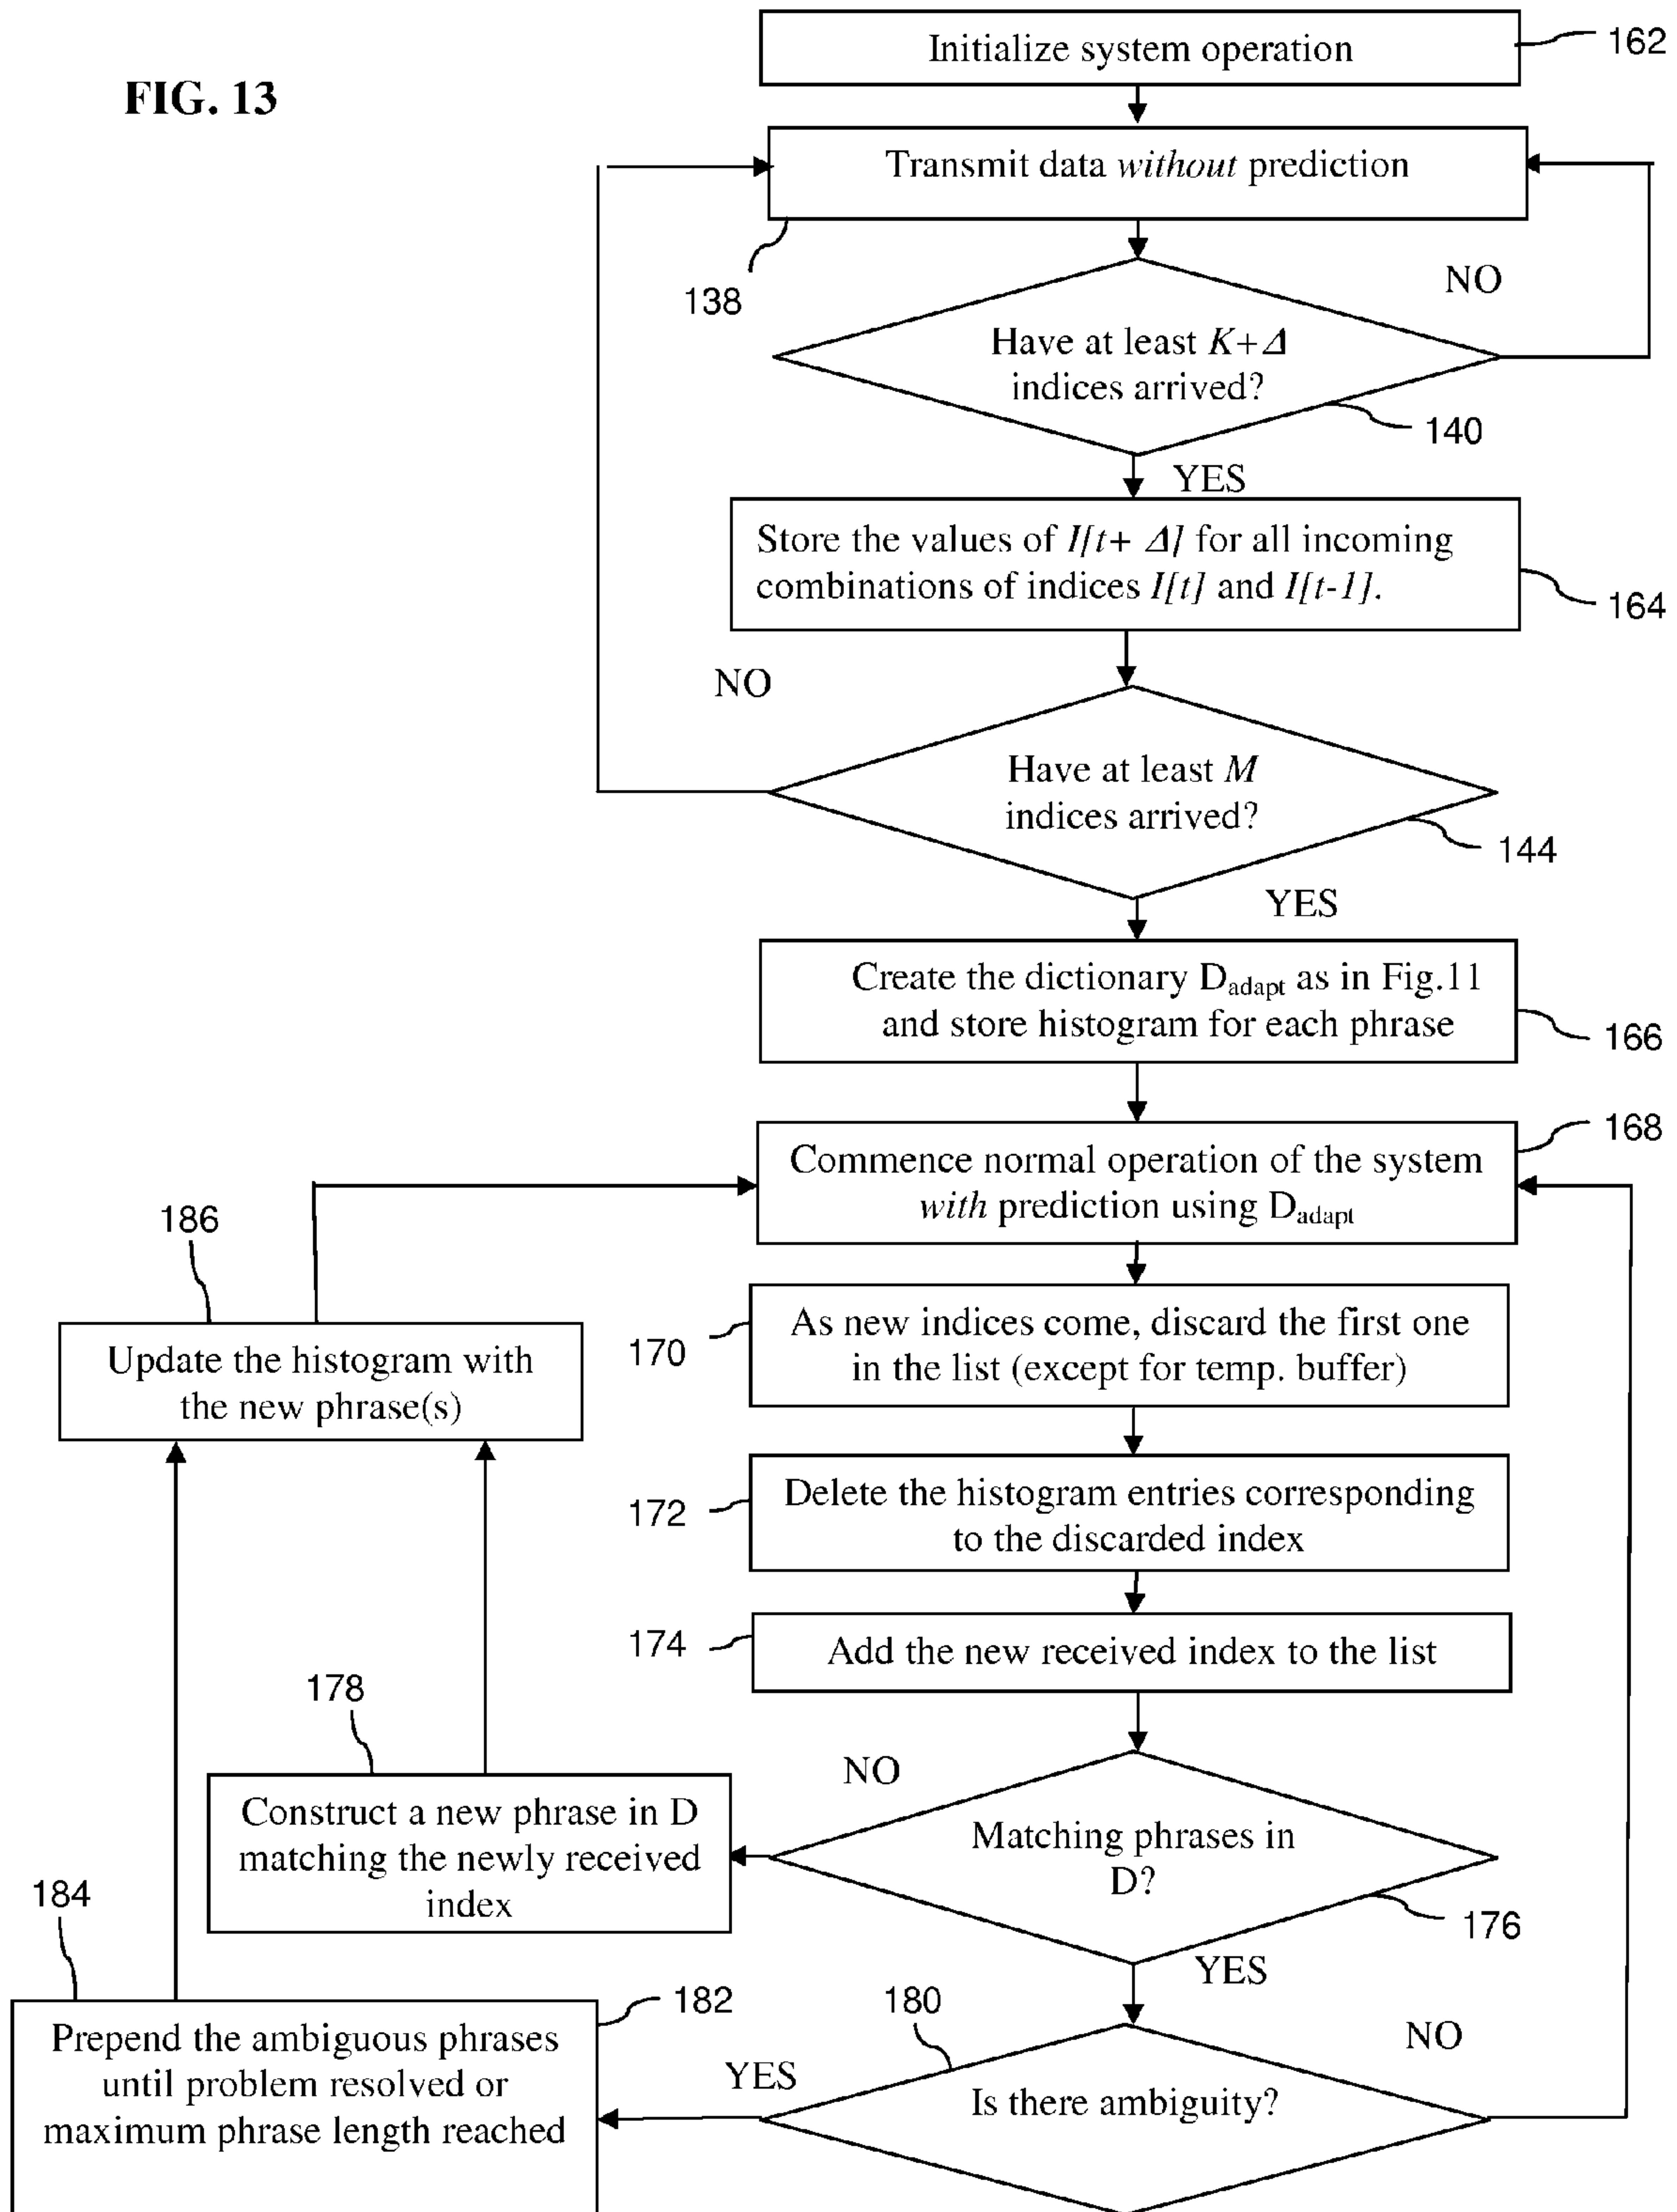 Initialize system operation
162
FIG. 13
Transmit data without prediction
138
NO
Have at least K+Δ
indices arrived?
140
YES
Store the values of I[t+ Δ] for all incoming
combinations of indices I[t] and I[t-1].
164
NO
Have at least M
indices arrived?
144
YES
Create the dictionary Dadapt as in Fig.11
and store histogram for each phrase
166
168
Commence normal operation of the system
with prediction using Dadapt
186
Update the histogram with
the new phrase(s)
170
As new indices come, discard the first one
in the list (except for temp. buffer)
172
Delete the histogram entries corresponding
to the discarded index
174
Add the new received index to the list
178
NO
Construct a new phrase in D
matching the newly received
index
Matching phrases in
D?
176
184
YES
182
180
NO
Prepend the ambiguous phrases
until problem resolved or
maximum phrase length reached
YES
Is there ambiguity?